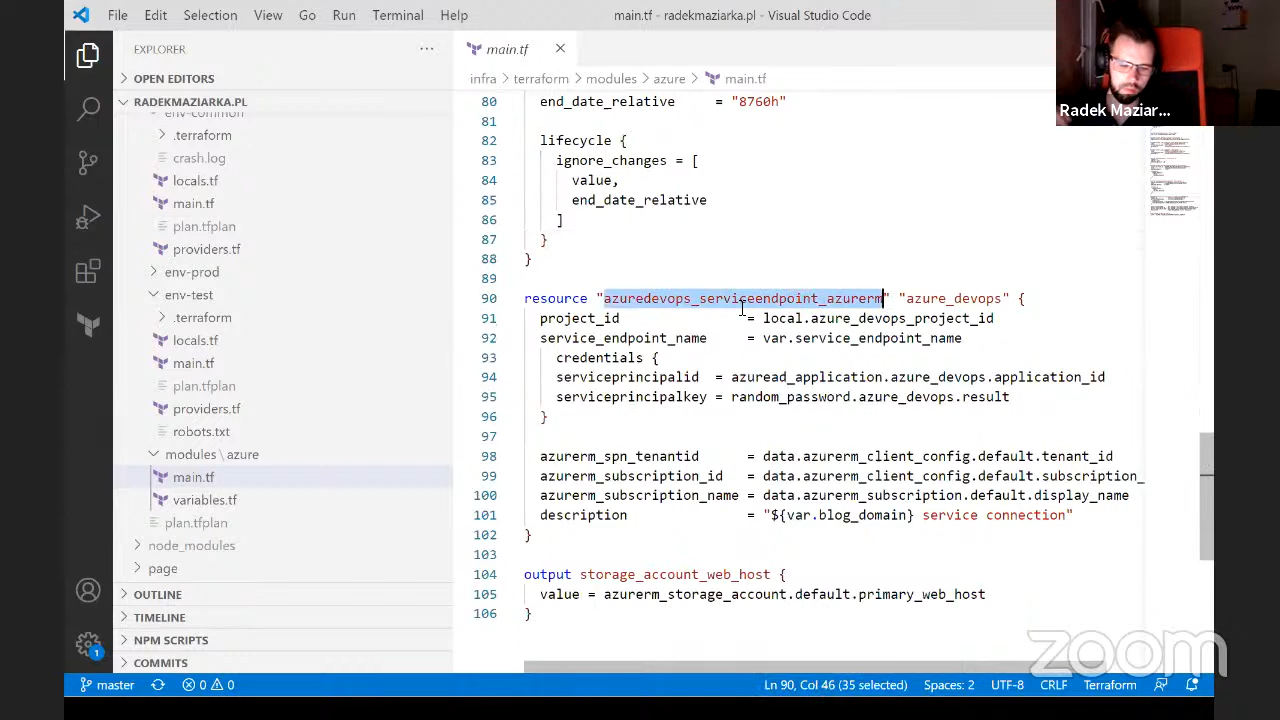 File Edit Selection View Go Run Terminal Help
main.tf - radekmaziarka.pl - Visual Studio Code
Radek Maziar...
EXPLORER
OPEN EDITORS
RADEKMAZIARKA.PL
env-common
.terraform
crash.log
locals.tf
main.tf
plan.tfplan
providers.tf
env-prod
env-test
.terraform
locals.tf
main.tf
plan.tfplan
providers.tf
robots.txt
modules \ azure
main.tf
variables.tf
plan.tfplan
node_modules
page
OUTLINE
TIMELINE
NPM SCRIPTS
COMMITS
1
main.tf
infra > terraform > modules > azure > main.tf
80 end_date_relative = "8760h"
81
82 lifecycle {
83 ignore_changes = [
84 value,
85 end_date_relative
86 ]
87 }
88 }
89
90 resource "azuredevops_serviceendpoint_azurerm" "azure_devops" {
91 project_id = local.azure_devops_project_id
92 service_endpoint_name = var.service_endpoint_name
93 credentials {
94 serviceprincipalid = azuread_application.azure_devops.application_id
95 serviceprincipalkey = random_password.azure_devops.result
96 }
97
98 azurerm_spn_tenantid = data.azurerm_client_config.default.tenant_id
99 azurerm_subscription_id = data.azurerm_client_config.default.subscription_
100 azurerm_subscription_name = data.azurerm_subscription.default.display_name
101 description = "${var.blog_domain} service connection"
102 }
103
104 output storage_account_web_host {
105 value = azurerm_storage_account.default.primary_web_host
106 }
zoom
master 0 0 Ln 90, Col 46 (35 selected) Spaces: 2 UTF-8 CRLF Terraform